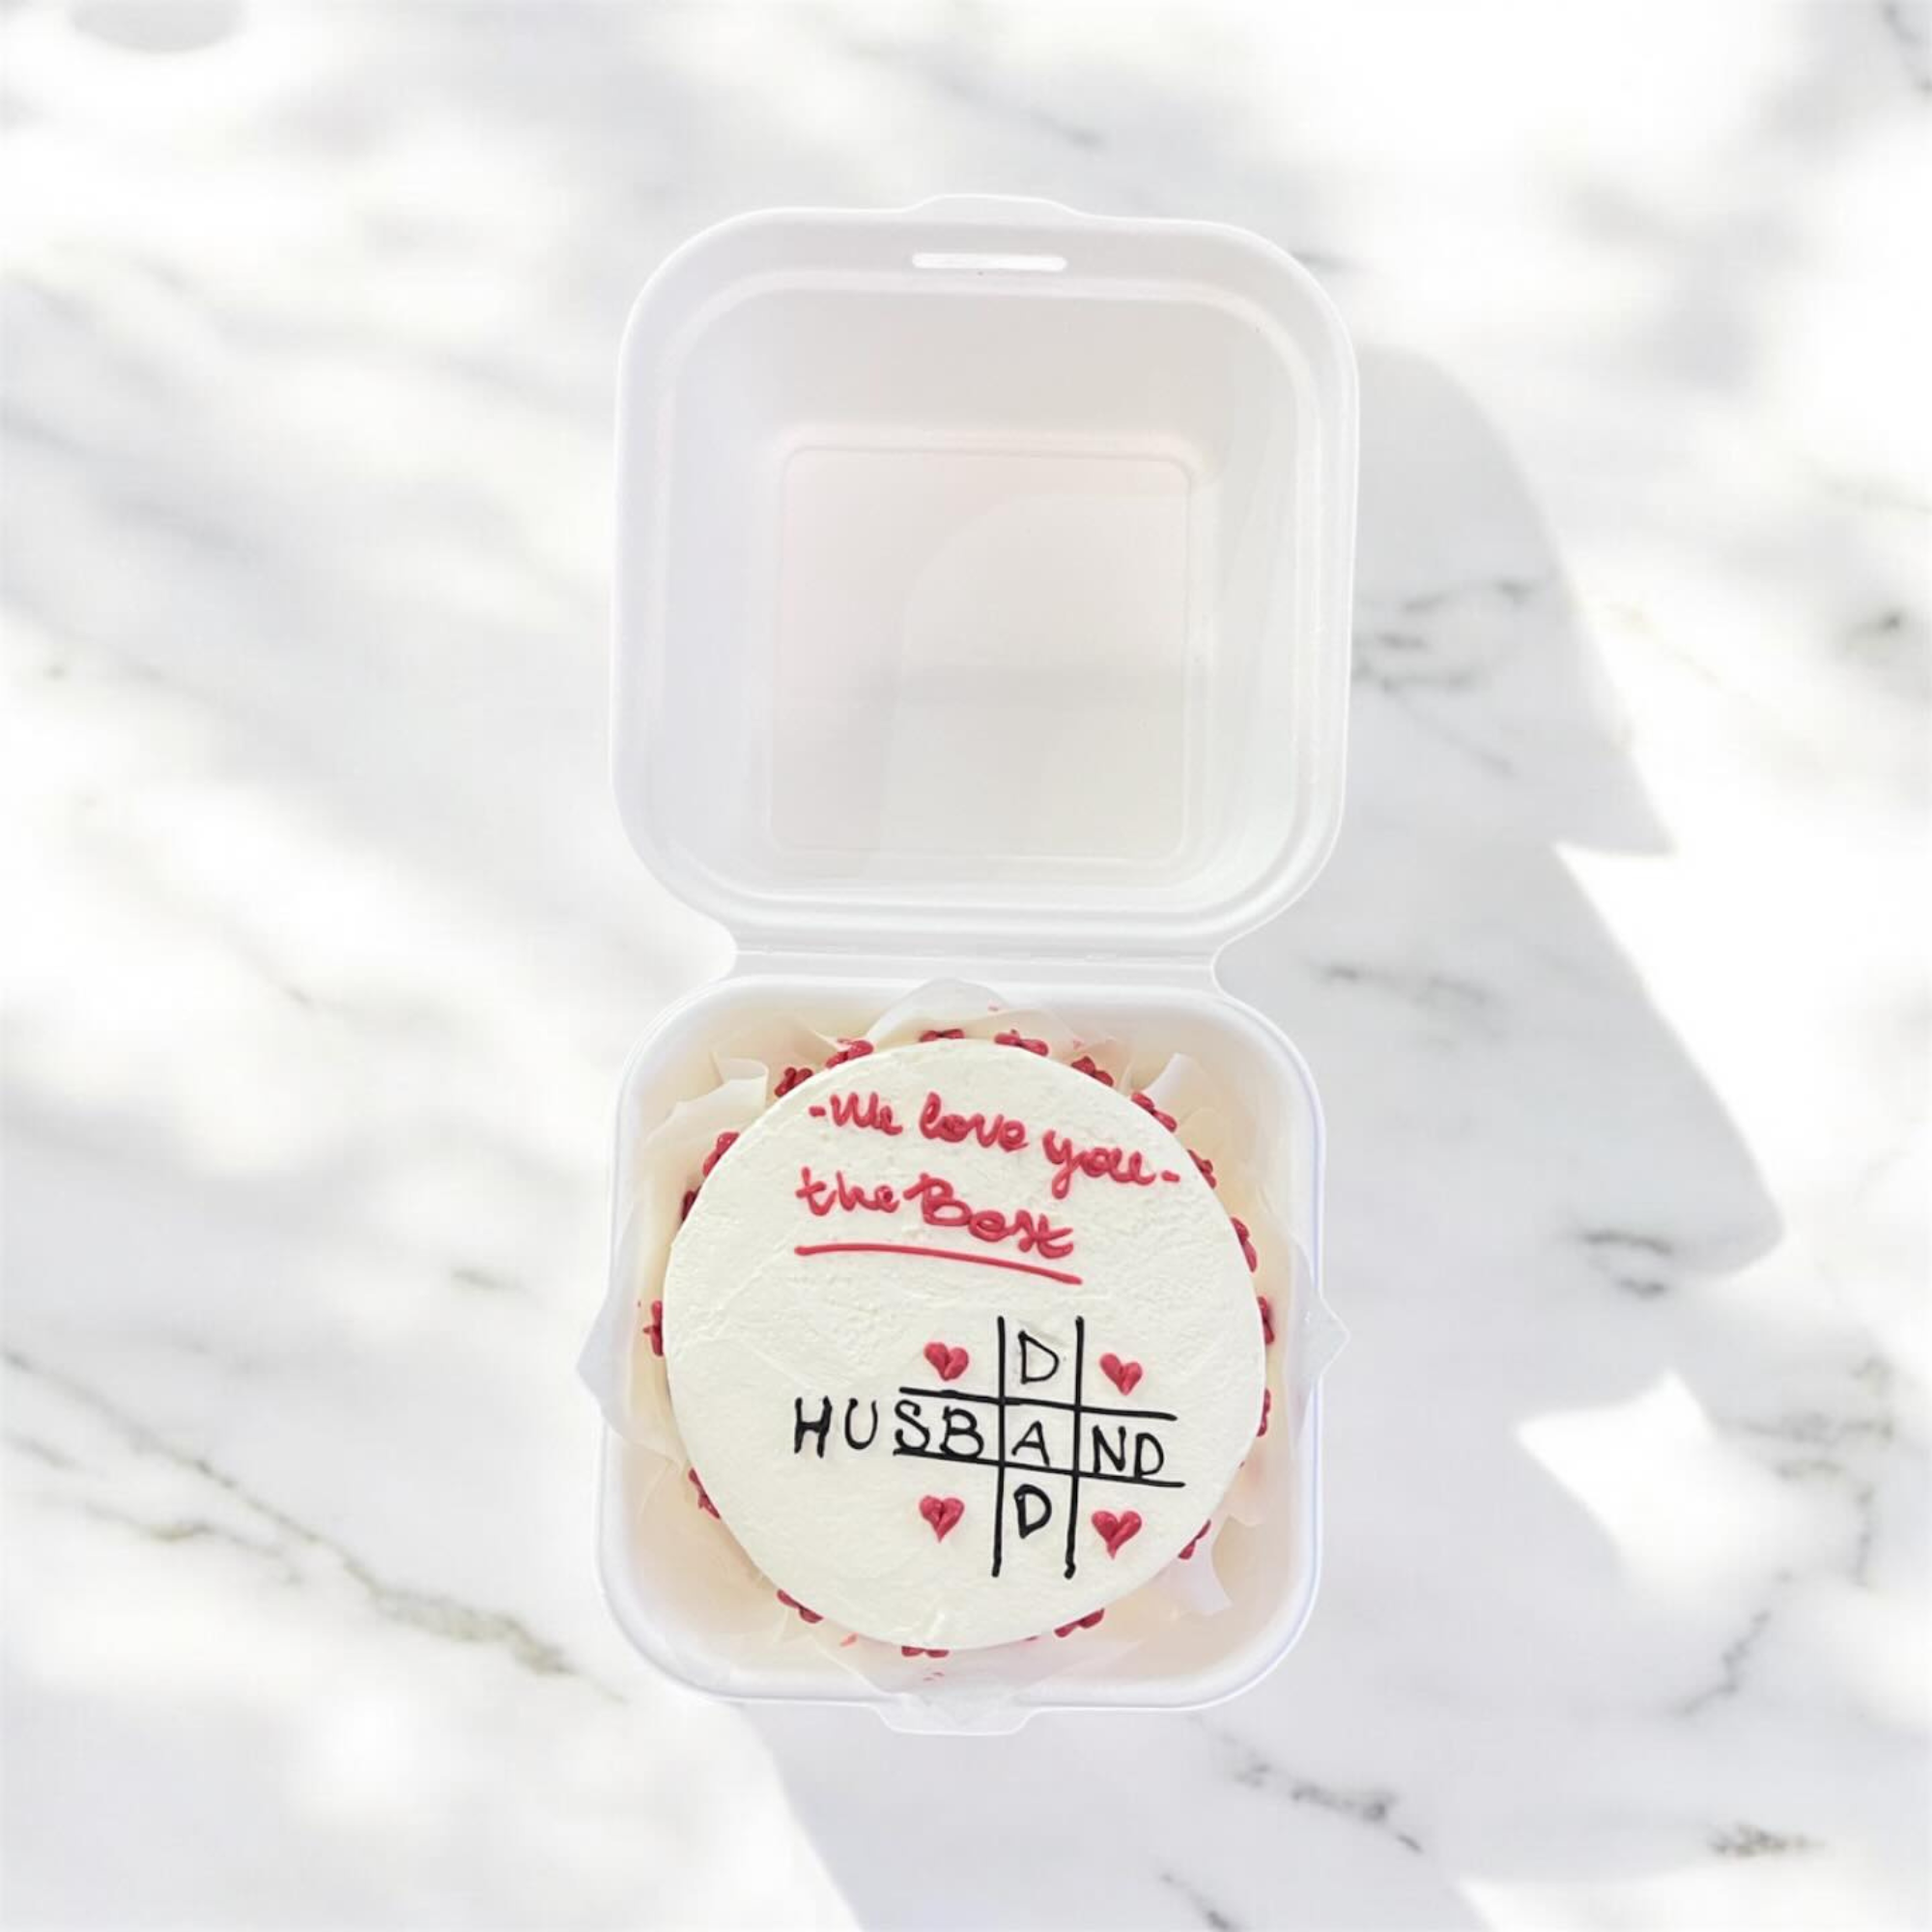 -We love you-
the Best
D
HUSBAND
D